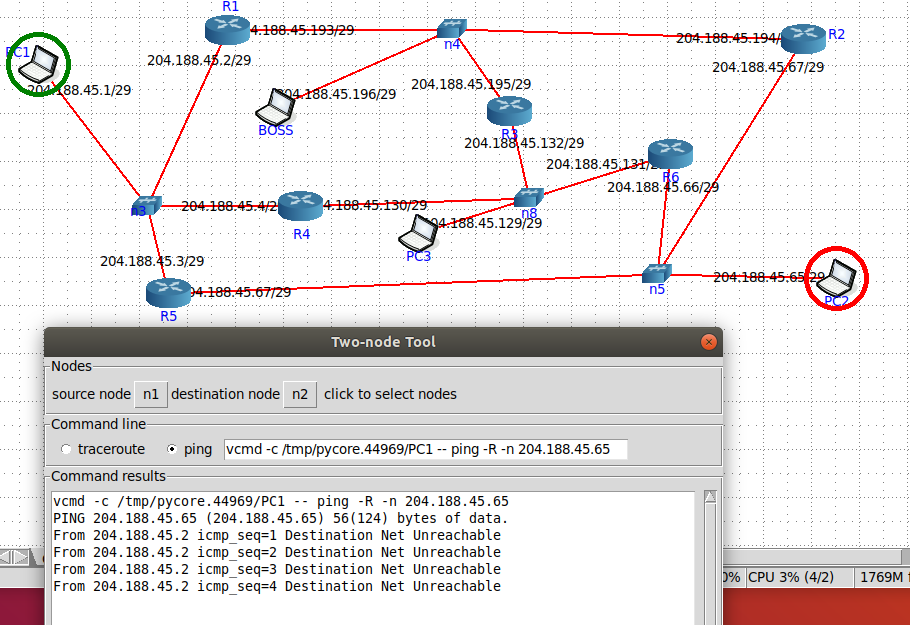 R1
4.188.45.193/29
n4
204.188.45.194/
R2
PC1
204.188.45.2/29
204.188.45.67/29
204.188.45.1/29
204.188.45.196/29
204.188.45.195/29
BOSS
R3
204.188.45.132/29
204.188.45.131/2
R6
204.188.45.66/29
n3
204.188.45.4/2
4.188.45.130/29
n8
R4
04.188.45.129/29
PC3
204.188.45.3/29
204.188.45.65/29
n5
04.188.45.67/29
PC2
R5
Two-node Tool
Nodes
source node n1 destination node n2 click to select nodes
Command line
traceroute ping vcmd -c /tmp/pycore.44969/PC1 -- ping -R -n 204.188.45.65
Command results
vcmd -c /tmp/pycore.44969/PC1 -- ping -R -n 204.188.45.65
PING 204.188.45.65 (204.188.45.65) 56(124) bytes of data.
From 204.188.45.2 icmp_seq=1 Destination Net Unreachable
From 204.188.45.2 icmp_seq=2 Destination Net Unreachable
From 204.188.45.2 icmp_seq=3 Destination Net Unreachable
From 204.188.45.2 icmp_seq=4 Destination Net Unreachable
0% CPU 3% (4/2) 1769M